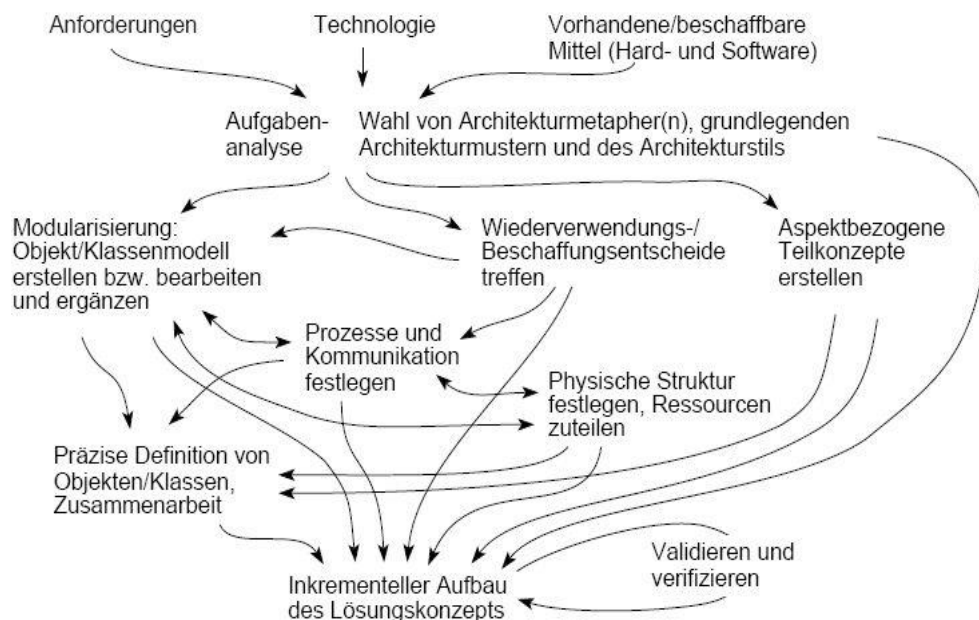 Anforderungen
Technologie
Vorhandene/beschaffbare
Mittel (Hard- und Software)
Aufgaben-
analyse
Wahl von Architekturmetapher(n), grundlegenden
Architekturmustern und des Architekturstils
Modularisierung:
Objekt/Klassenmodell
erstellen bzw. bearbeiten
und ergänzen
Wiederverwendungs-/
Beschaffungsentscheide
treffen
Aspektbezogene
Teilkonzepte
erstellen
Prozesse und
Kommunikation
festlegen
Physische Struktur
festlegen, Ressourcen
zuteilen
Präzise Definition von
Objekten/Klassen,
Zusammenarbeit
Validieren und
verifizieren
Inkrementeller Aufbau
des Lösungskonzepts